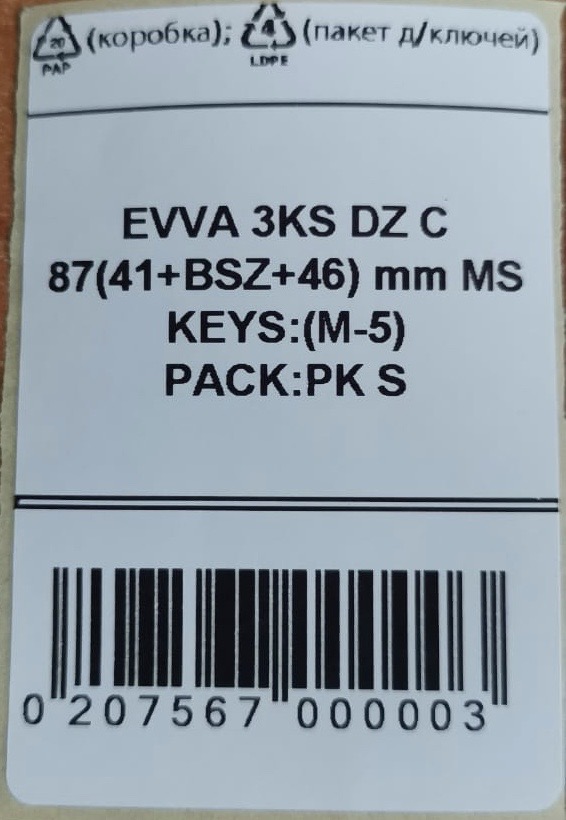 20 (коробка); 4 (пакет д/ключей)
PAP LDPE
EVVA 3KS DZ C
87(41+BSZ+46) mm MS
KEYS:(M-5)
PACK:PK S
0 207567 000003